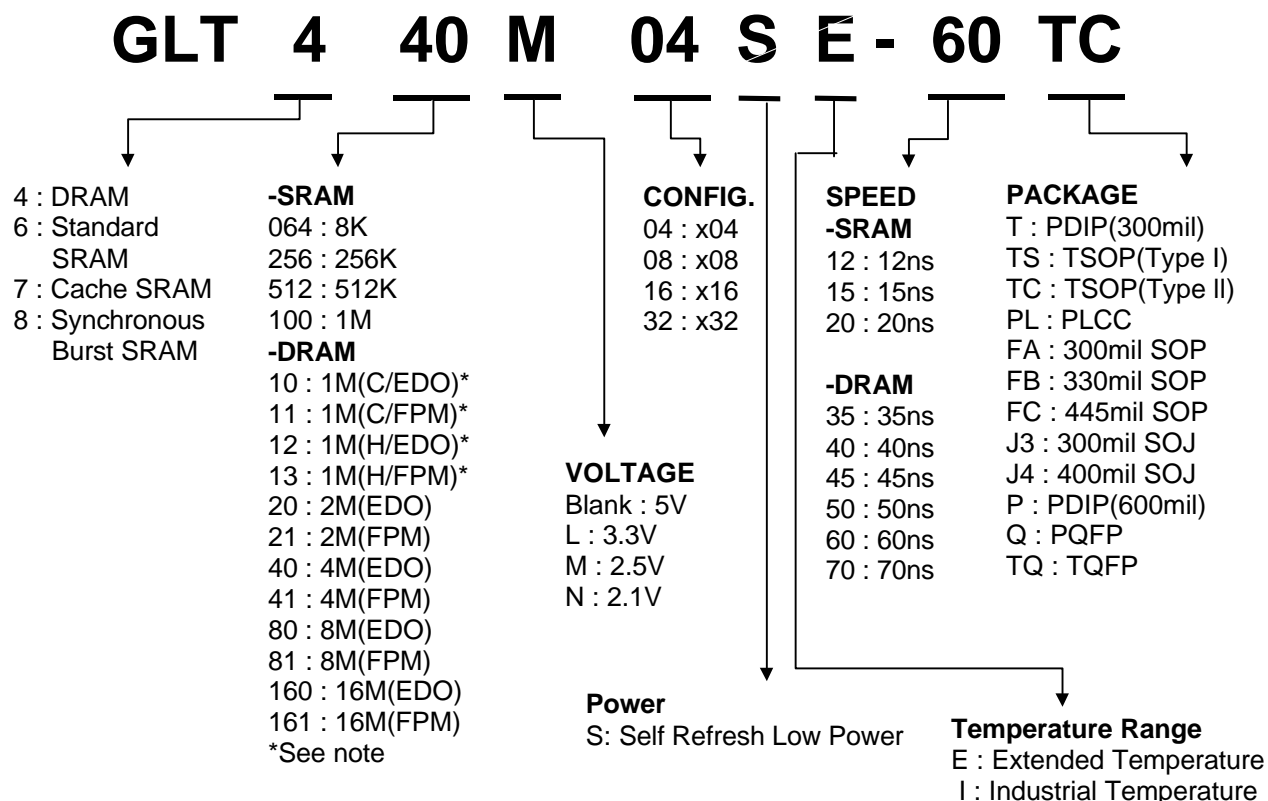 GLT 4 40 M 04 S E - 60 TC
4 : DRAM
6 : Standard
SRAM
7 : Cache SRAM
8 : Synchronous
Burst SRAM
-SRAM
064 : 8K
256 : 256K
512 : 512K
100 : 1M
-DRAM
10 : 1M(C/EDO)*
11 : 1M(C/FPM)*
12 : 1M(H/EDO)*
13 : 1M(H/FPM)*
20 : 2M(EDO)
21 : 2M(FPM)
40 : 4M(EDO)
41 : 4M(FPM)
80 : 8M(EDO)
81 : 8M(FPM)
160 : 16M(EDO)
161 : 16M(FPM)
*See note
VOLTAGE
Blank : 5V
L : 3.3V
M : 2.5V
N : 2.1V
CONFIG.
04 : x04
08 : x08
16 : x16
32 : x32
Power
S: Self Refresh Low Power
SPEED
-SRAM
12 : 12ns
15 : 15ns
20 : 20ns
-DRAM
35 : 35ns
40 : 40ns
45 : 45ns
50 : 50ns
60 : 60ns
70 : 70ns
PACKAGE
T : PDIP(300mil)
TS : TSOP(Type I)
TC : TSOP(Type II)
PL : PLCC
FA : 300mil SOP
FB : 330mil SOP
FC : 445mil SOP
J3 : 300mil SOJ
J4 : 400mil SOJ
P : PDIP(600mil)
Q : PQFP
TQ : TQFP
Temperature Range
E : Extended Temperature
I : Industrial Temperature